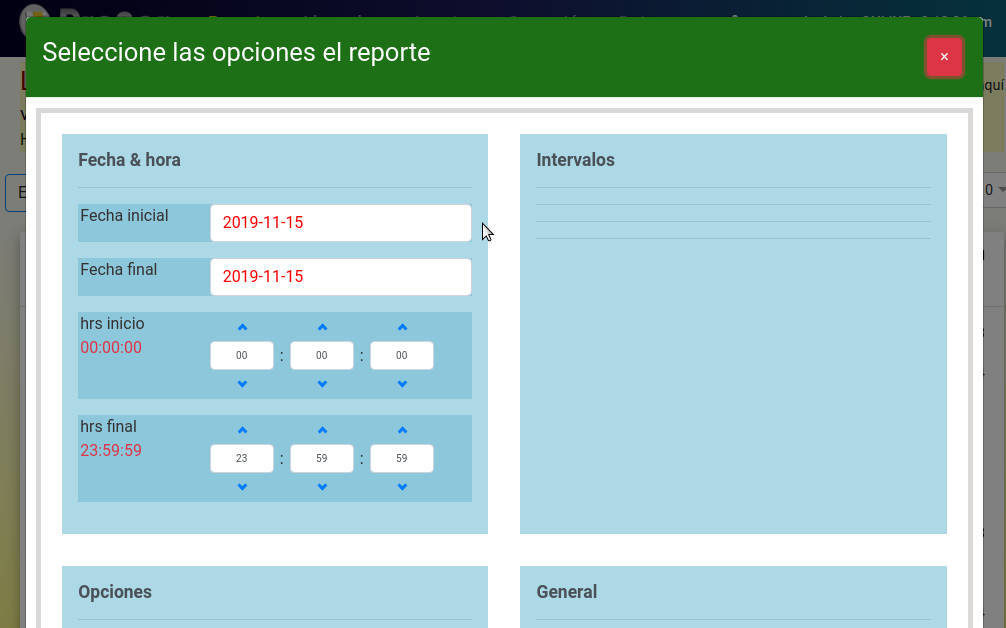 Seleccione las opciones el reporte
×
Fecha & hora
Fecha inicial
2019-11-15
Fecha final
2019-11-15
hrs inicio
00:00:00
00 : 00 : 00
hrs final
23:59:59
23 : 59 : 59
Intervalos
Opciones
General